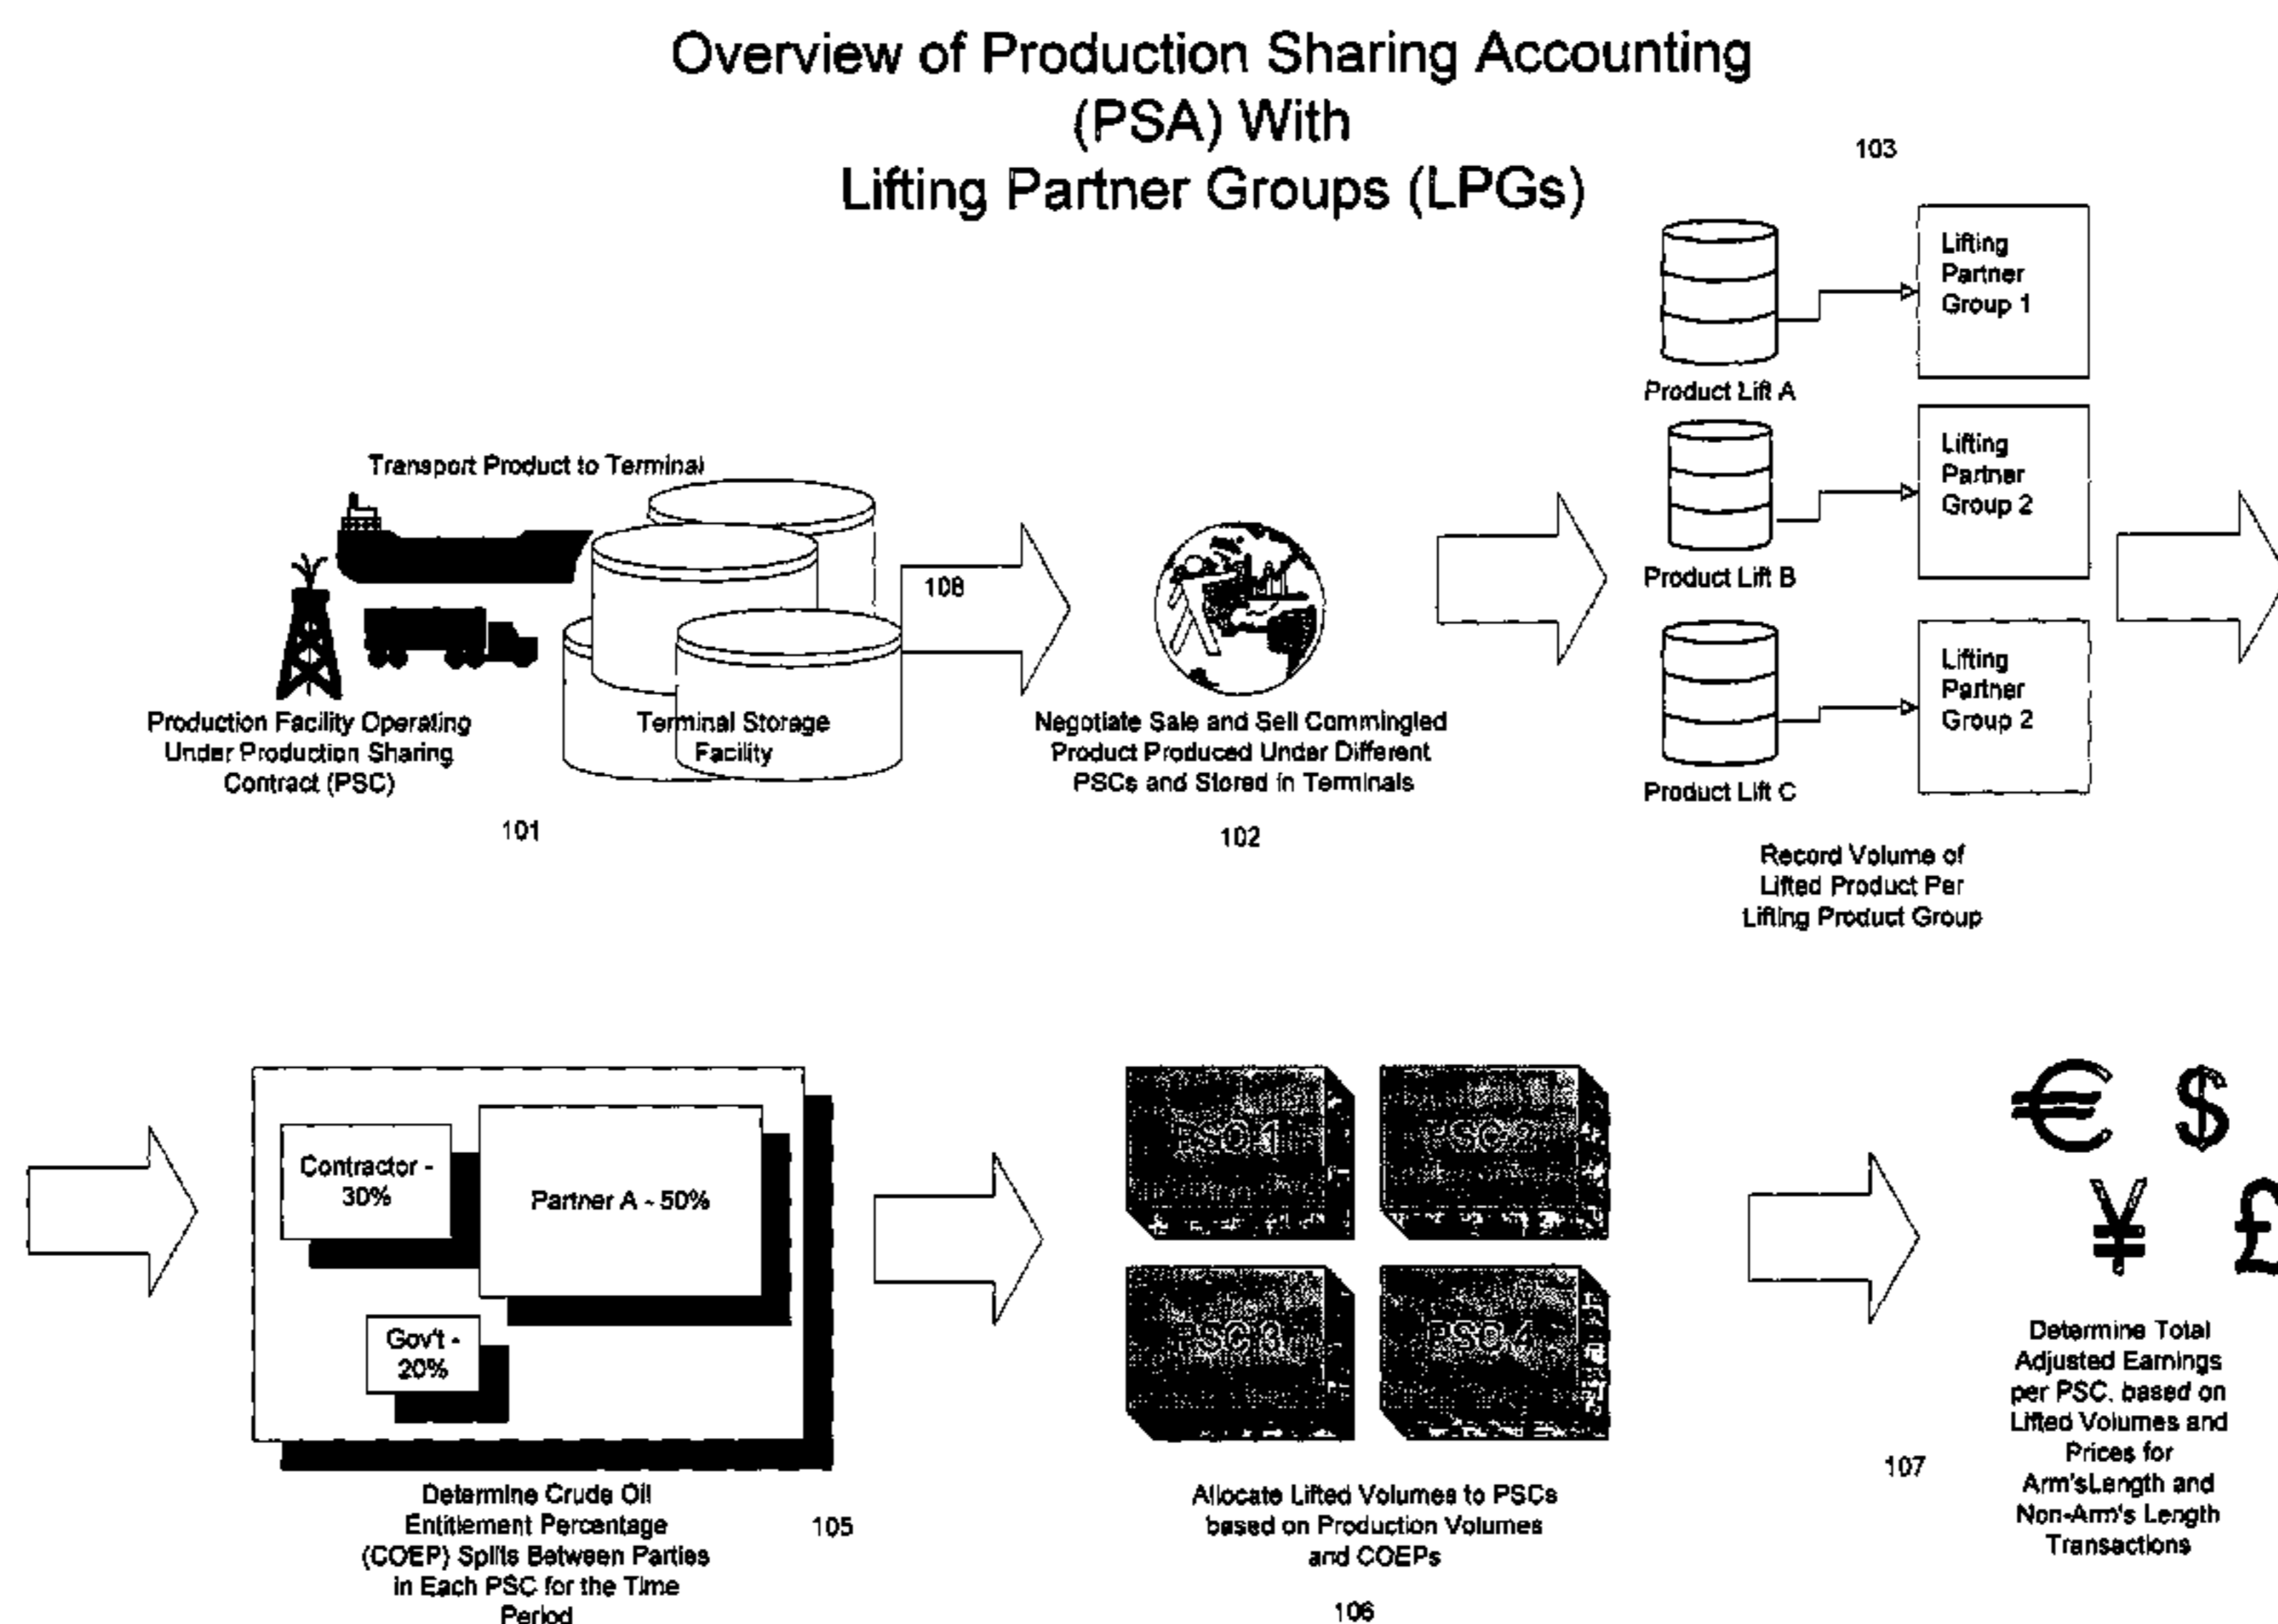 Overview of Production Sharing Accounting
(PSA) With
Lifting Partner Groups (LPGs)
103
Lifting
Partner
Group 1
Product Lift A
Lifting
Partner
Group 2
Product Lift B
Lifting
Partner
Group 2
Product Lift C
Record Volume of
Lifted Product Per
Lifting Product Group
Transport Product to Terminal
Production Facility Operating
Under Production Sharing
Contract (PSC)
Terminal Storage
Facility
101
108
Negotiate Sale and Sell Commingled
Product Produced Under Different
PSCs and Stored in Terminals
102
Contractor -
30%
Partner A - 50%
Gov't -
20%
Determine Crude Oil
Entitlement Percentage
(COEP) Splits Between Parties
in Each PSC for the Time
Period
105
PSC 1
PSC 2
PSC 3
PSC 4
Allocate Lifted Volumes to PSCs
based on Production Volumes
and COEPs
106
€ $
¥ £
Determine Total
Adjusted Earnings
per PSC, based on
Lifted Volumes and
Prices for
Arm'sLength and
Non-Arm's Length
Transactions
107